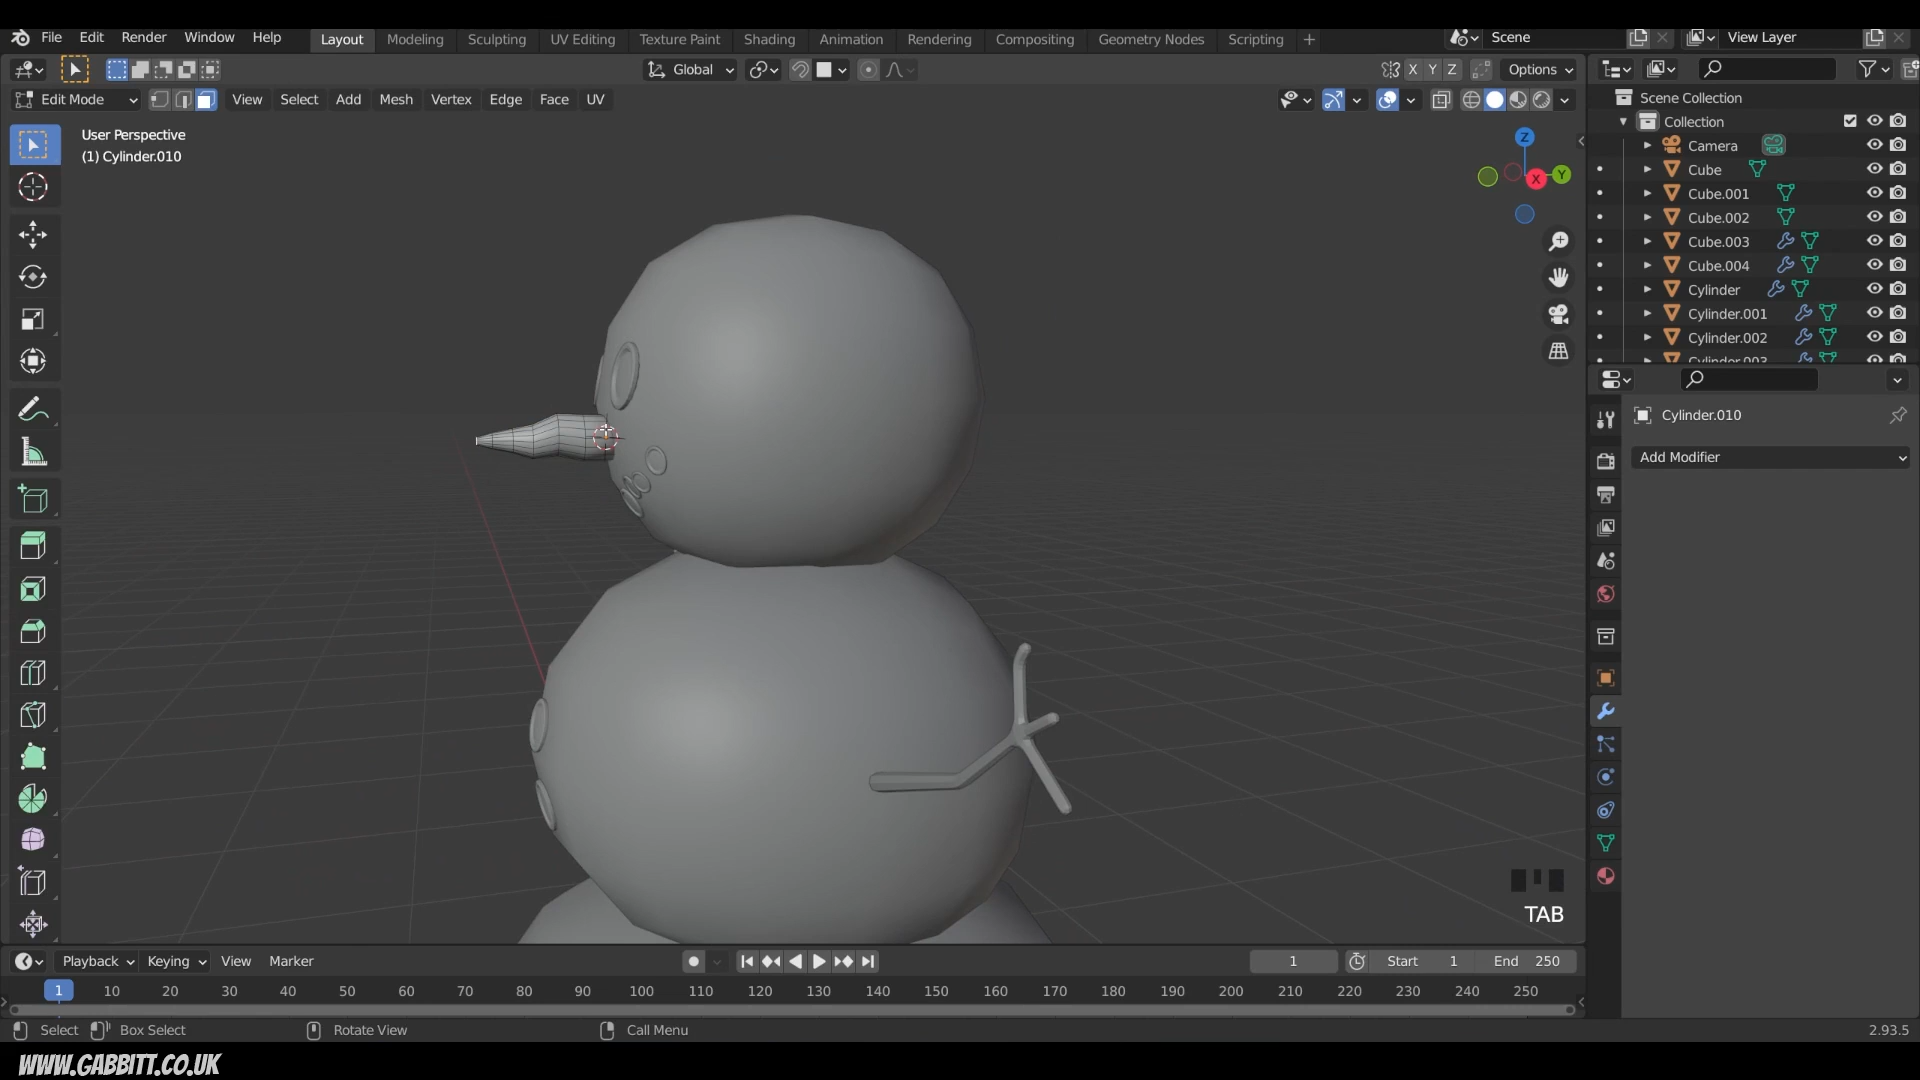 File Edit Render Window Help Layout Modeling Sculpting UV Editing Texture Paint Shading Animation Rendering Compositing Geometry Nodes Scripting + Scene View Layer
Global X Y Z Options
Edit Mode View Select Add Mesh Vertex Edge Face UV
User Perspective
(1) Cylinder.010
Z
X Y
Scene Collection
Collection
Camera
Cube
Cube.001
Cube.002
Cube.003
Cube.004
Cylinder
Cylinder.001
Cylinder.002
Cylinder.003
Cylinder.010
Add Modifier
TAB
Playback Keying View Marker 1 Start 1 End 250
1 10 20 30 40 50 60 70 80 90 100 110 120 130 140 150 160 170 180 190 200 210 220 230 240 250
Select Box Select Rotate View Call Menu 2.93.5
WWW.GABBITT.CO.UK